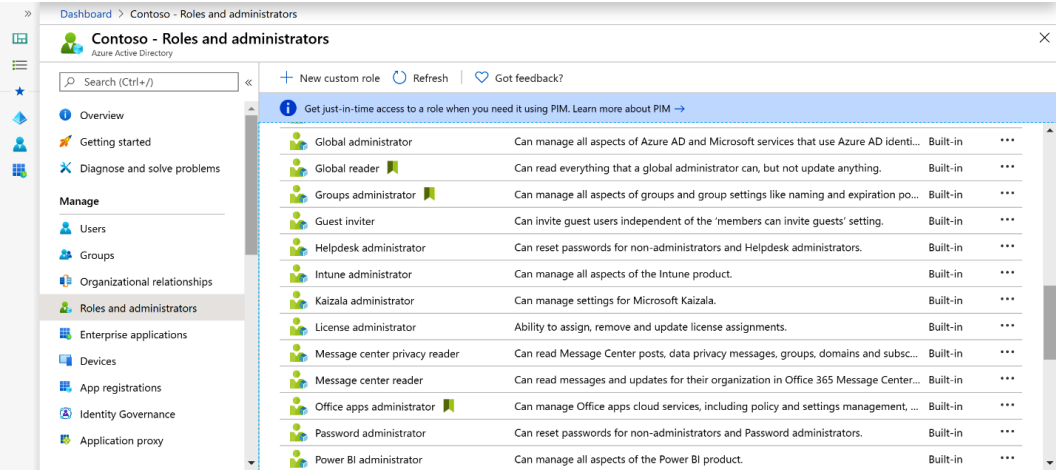 Dashboard > Contoso - Roles and administrators
Contoso - Roles and administrators
Azure Active Directory
Search (Ctrl+/)
Overview
Getting started
Diagnose and solve problems
Manage
Users
Groups
Organizational relationships
Roles and administrators
Enterprise applications
Devices
App registrations
Identity Governance
Application proxy
New custom role Refresh Got feedback?
Get just-in-time access to a role when you need it using PIM. Learn more about PIM →
Global administrator Can manage all aspects of Azure AD and Microsoft services that use Azure AD identi... Built-in
Global reader Can read everything that a global administrator can, but not update anything. Built-in
Groups administrator Can manage all aspects of groups and group settings like naming and expiration po... Built-in
Guest inviter Can invite guest users independent of the 'members can invite guests' setting. Built-in
Helpdesk administrator Can reset passwords for non-administrators and Helpdesk administrators. Built-in
Intune administrator Can manage all aspects of the Intune product. Built-in
Kaizala administrator Can manage settings for Microsoft Kaizala. Built-in
License administrator Ability to assign, remove and update license assignments. Built-in
Message center privacy reader Can read Message Center posts, data privacy messages, groups, domains and subsc... Built-in
Message center reader Can read messages and updates for their organization in Office 365 Message Center... Built-in
Office apps administrator Can manage Office apps cloud services, including policy and settings management, ... Built-in
Password administrator Can reset passwords for non-administrators and Password administrators. Built-in
Power BI administrator Can manage all aspects of the Power BI product. Built-in